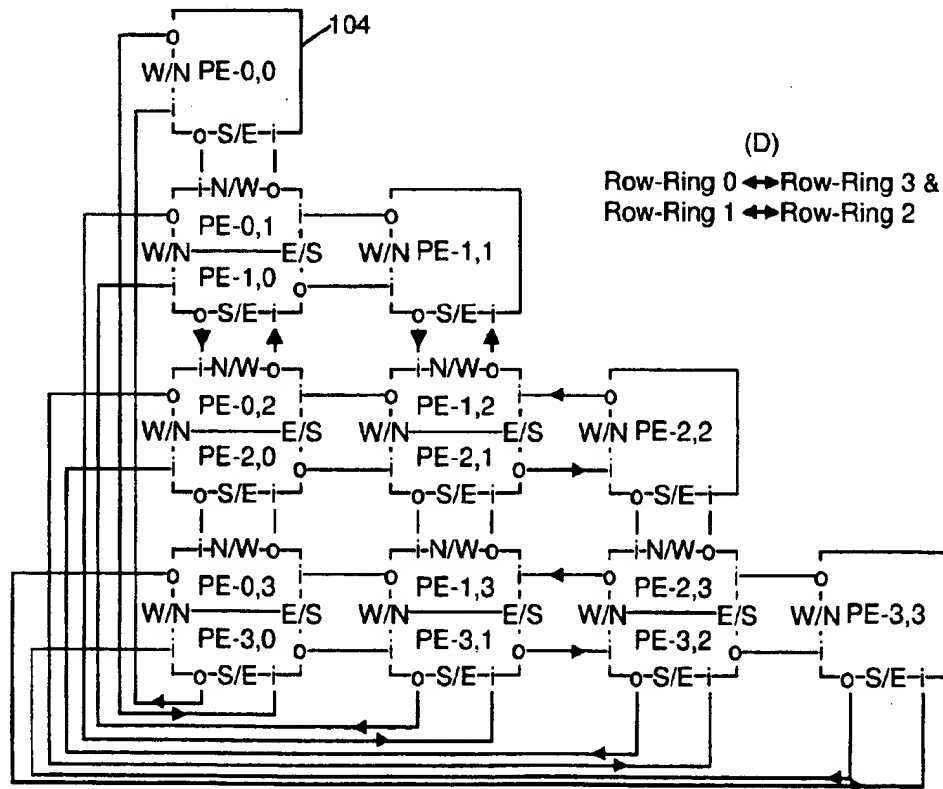 104
o
W/N PE-0,0
i
o-S/E-i
(D)
Row-Ring 0 ↔ Row-Ring 3 &
Row-Ring 1 ↔ Row-Ring 2
i-N/W-o
o PE-0,1 i o
W/N E/S W/N PE-1,1
i PE-1,0 o i
o-S/E-i o-S/E-i
i-N/W-o i-N/W-o
o PE-0,2 i o PE-1,2 i o
W/N E/S W/N E/S W/N PE-2,2
i PE-2,0 o i PE-2,1 o i
o-S/E-i o-S/E-i o-S/E-i
i-N/W-o i-N/W-o i-N/W-o
o PE-0,3 i o PE-1,3 i o PE-2,3 i o
W/N E/S W/N E/S W/N E/S W/N PE-3,3
i PE-3,0 o i PE-3,1 o i PE-3,2 o i
o-S/E-i o-S/E-i o-S/E-i o-S/E-i